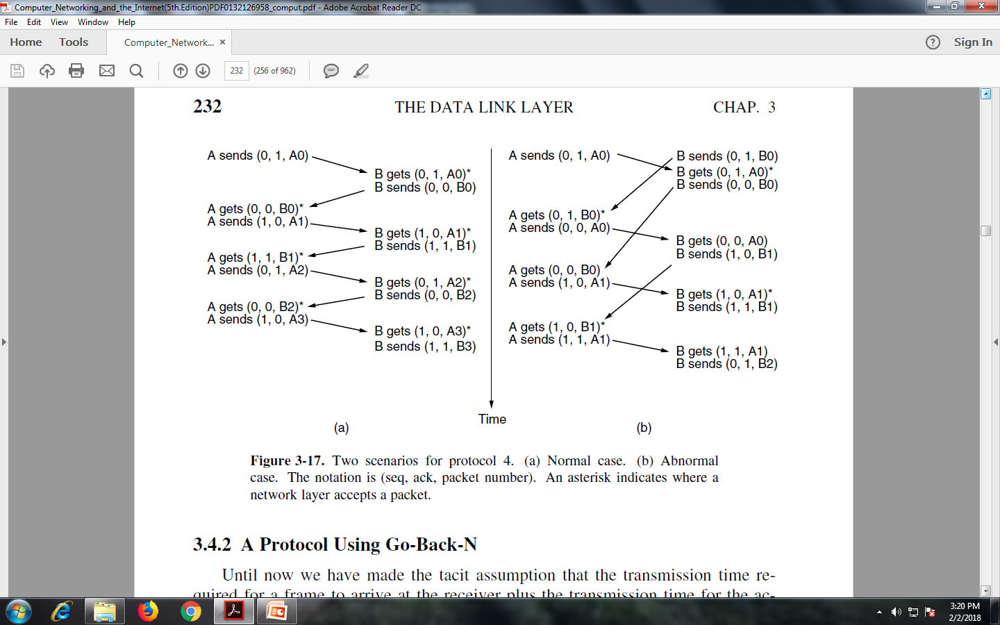 Computer_Networking_and_the_Internet(5th.Edition)PDF0132126958_comput.pdf - Adobe Acrobat Reader DC
File Edit View Window Help
Home Tools Computer_Network... × ? Sign In
232 (256 of 962)
232 THE DATA LINK LAYER CHAP. 3
A sends (0, 1, A0)
B gets (0, 1, A0)*
B sends (0, 0, B0)
A gets (0, 0, B0)*
A sends (1, 0, A1)
B gets (1, 0, A1)*
B sends (1, 1, B1)
A gets (1, 1, B1)*
A sends (0, 1, A2)
B gets (0, 1, A2)*
B sends (0, 0, B2)
A gets (0, 0, B2)*
A sends (1, 0, A3)
B gets (1, 0, A3)*
B sends (1, 1, B3)
(a)
Time
A sends (0, 1, A0)
B sends (0, 1, B0)
B gets (0, 1, A0)*
B sends (0, 0, B0)
A gets (0, 1, B0)*
A sends (0, 0, A0)
B gets (0, 0, A0)
B sends (1, 0, B1)
A gets (0, 0, B0)
A sends (1, 0, A1)
B gets (1, 0, A1)*
B sends (1, 1, B1)
A gets (1, 0, B1)*
A sends (1, 1, A1)
B gets (1, 1, A1)
B sends (0, 1, B2)
(b)
Figure 3-17. Two scenarios for protocol 4. (a) Normal case. (b) Abnormal
case. The notation is (seq, ack, packet number). An asterisk indicates where a
network layer accepts a packet.
3.4.2 A Protocol Using Go-Back-N
Until now we have made the tacit assumption that the transmission time re-
quired for a frame to arrive at the receiver plus the transmission time for the ac-
3:20 PM
2/2/2018